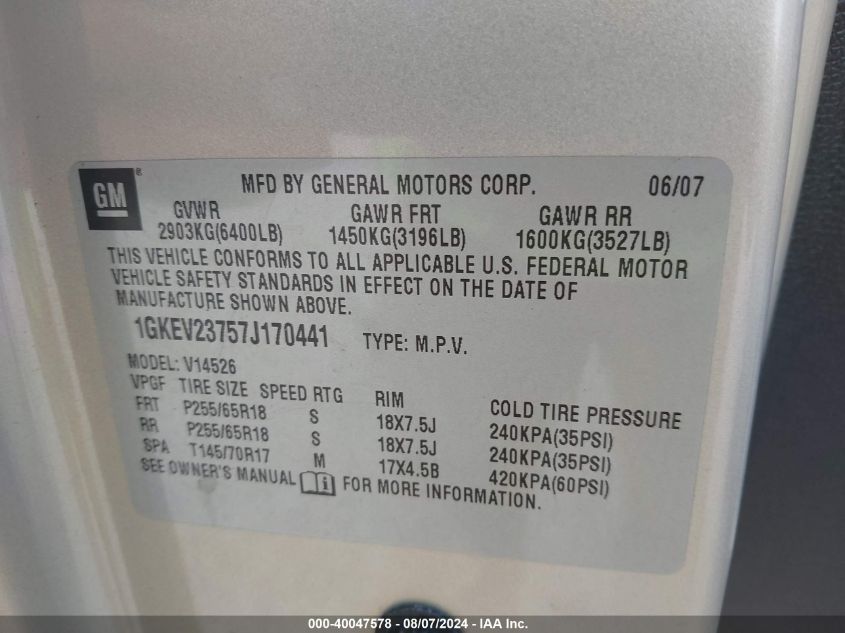 GM ® MFD BY GENERAL MOTORS CORP. 06/07
GVWR GAWR FRT GAWR RR
2903KG(6400LB) 1450KG(3196LB) 1600KG(3527LB)
THIS VEHICLE CONFORMS TO ALL APPLICABLE U.S. FEDERAL MOTOR
VEHICLE SAFETY STANDARDS IN EFFECT ON THE DATE OF
MANUFACTURE SHOWN ABOVE.
1GKEV23757J170441 TYPE: M.P.V.
MODEL: V14526
VPGF TIRE SIZE SPEED RTG RIM COLD TIRE PRESSURE
FRT P255/65R18 S 18X7.5J 240KPA(35PSI)
RR P255/65R18 S 18X7.5J 240KPA(35PSI)
SPA T145/70R17 M 17X4.5B 420KPA(60PSI)
SEE OWNER'S MANUAL FOR MORE INFORMATION.
000-40047578 - 08/07/2024 - IAA Inc.